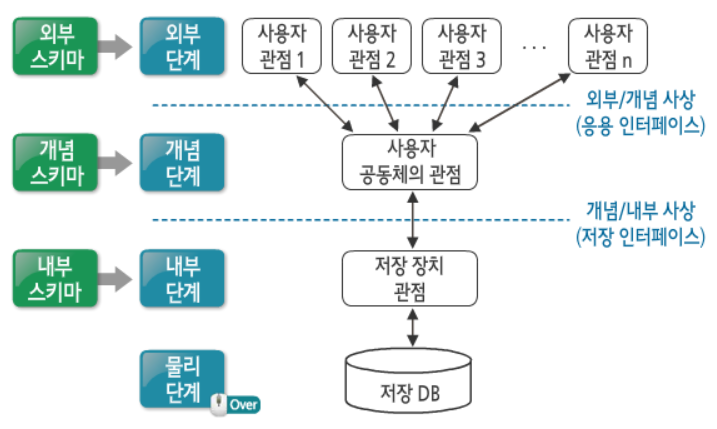 외부
스키마
외부
단계
사용자
관점 1
사용자
관점 2
사용자
관점 3
...
사용자
관점 n
외부/개념 사상
(응용 인터페이스)
개념
스키마
개념
단계
사용자
공동체의 관점
개념/내부 사상
(저장 인터페이스)
내부
스키마
내부
단계
저장 장치
관점
물리
단계
Over
저장 DB